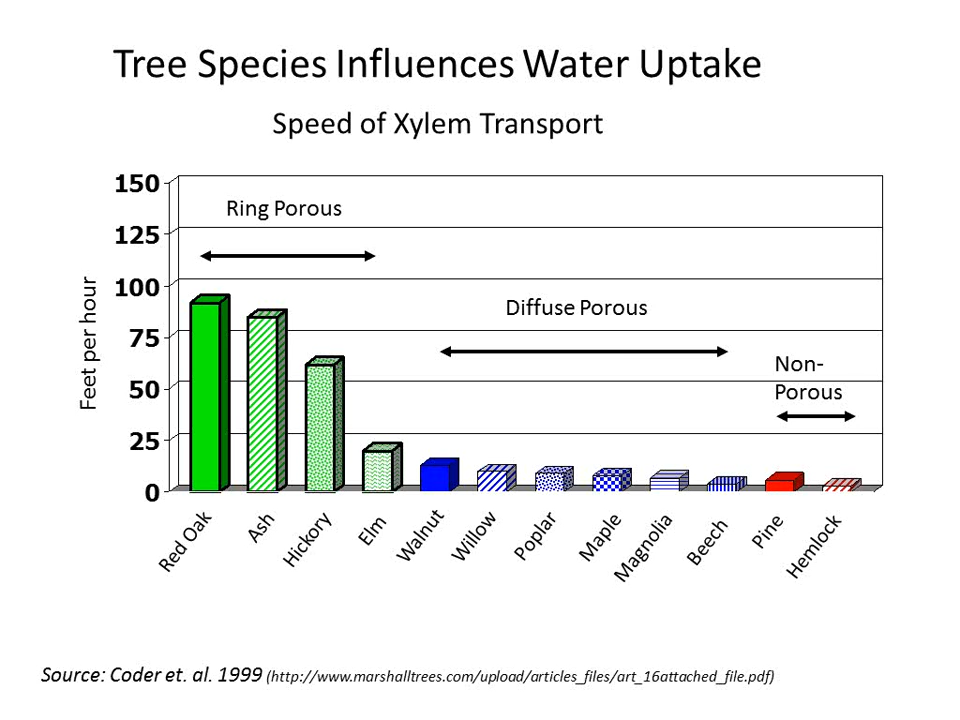 Tree Species Influences Water Uptake
Speed of Xylem Transport
150
125
100
75
50
25
0
Feet per hour
Ring Porous
Diffuse Porous
Non-
Porous
Red Oak
Ash
Hickory
Elm
Walnut
Willow
Poplar
Maple
Magnolia
Beech
Pine
Hemlock
Source: Coder et. al. 1999 (http://www.marshalltrees.com/upload/articles_files/art_16attached_file.pdf)